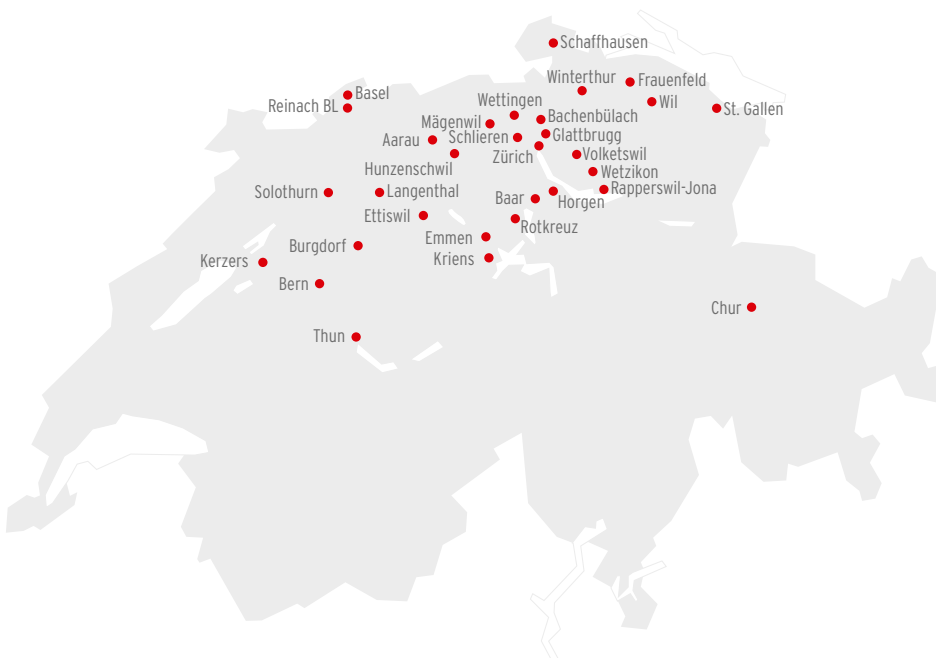 Schaffhausen
Winterthur
Frauenfeld
Basel
Wettingen
Wil
Reinach BL
St. Gallen
Mägenwil
Bachenbülach
Aarau
Schlieren
Glattbrugg
Zürich
Volketswil
Hunzenschwil
Wetzikon
Solothurn
Langenthal
Baar
Horgen
Rapperswil-Jona
Ettiswil
Rotkreuz
Emmen
Burgdorf
Kerzers
Kriens
Bern
Chur
Thun